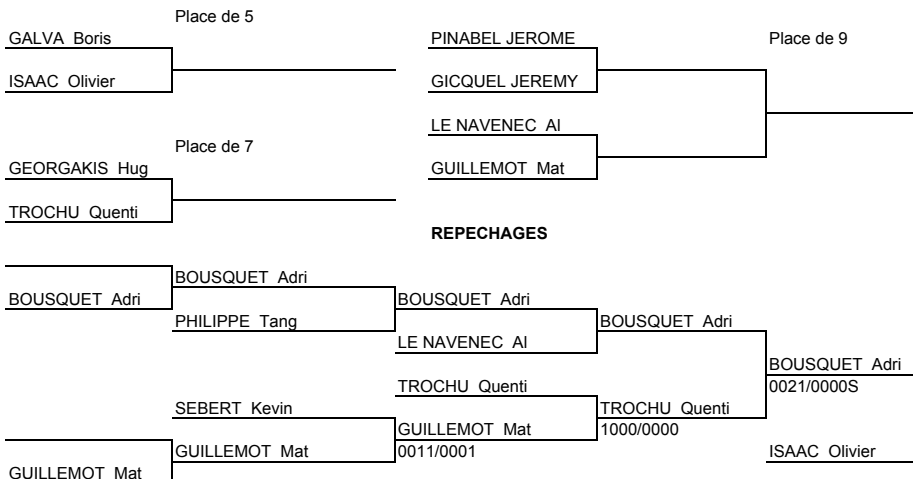 Place de 5
GALVA Boris
PINABEL JEROME
Place de 9
ISAAC Olivier
GICQUEL JEREMY
LE NAVENEC Al
Place de 7
GEORGAKIS Hug
GUILLEMOT Mat
TROCHU Quenti
REPECHAGES
BOUSQUET Adri
BOUSQUET Adri
BOUSQUET Adri
PHILIPPE Tang
BOUSQUET Adri
LE NAVENEC Al
BOUSQUET Adri
0021/0000S
TROCHU Quenti
SEBERT Kevin
TROCHU Quenti
GUILLEMOT Mat
1000/0000
GUILLEMOT Mat
0011/0001
ISAAC Olivier
GUILLEMOT Mat